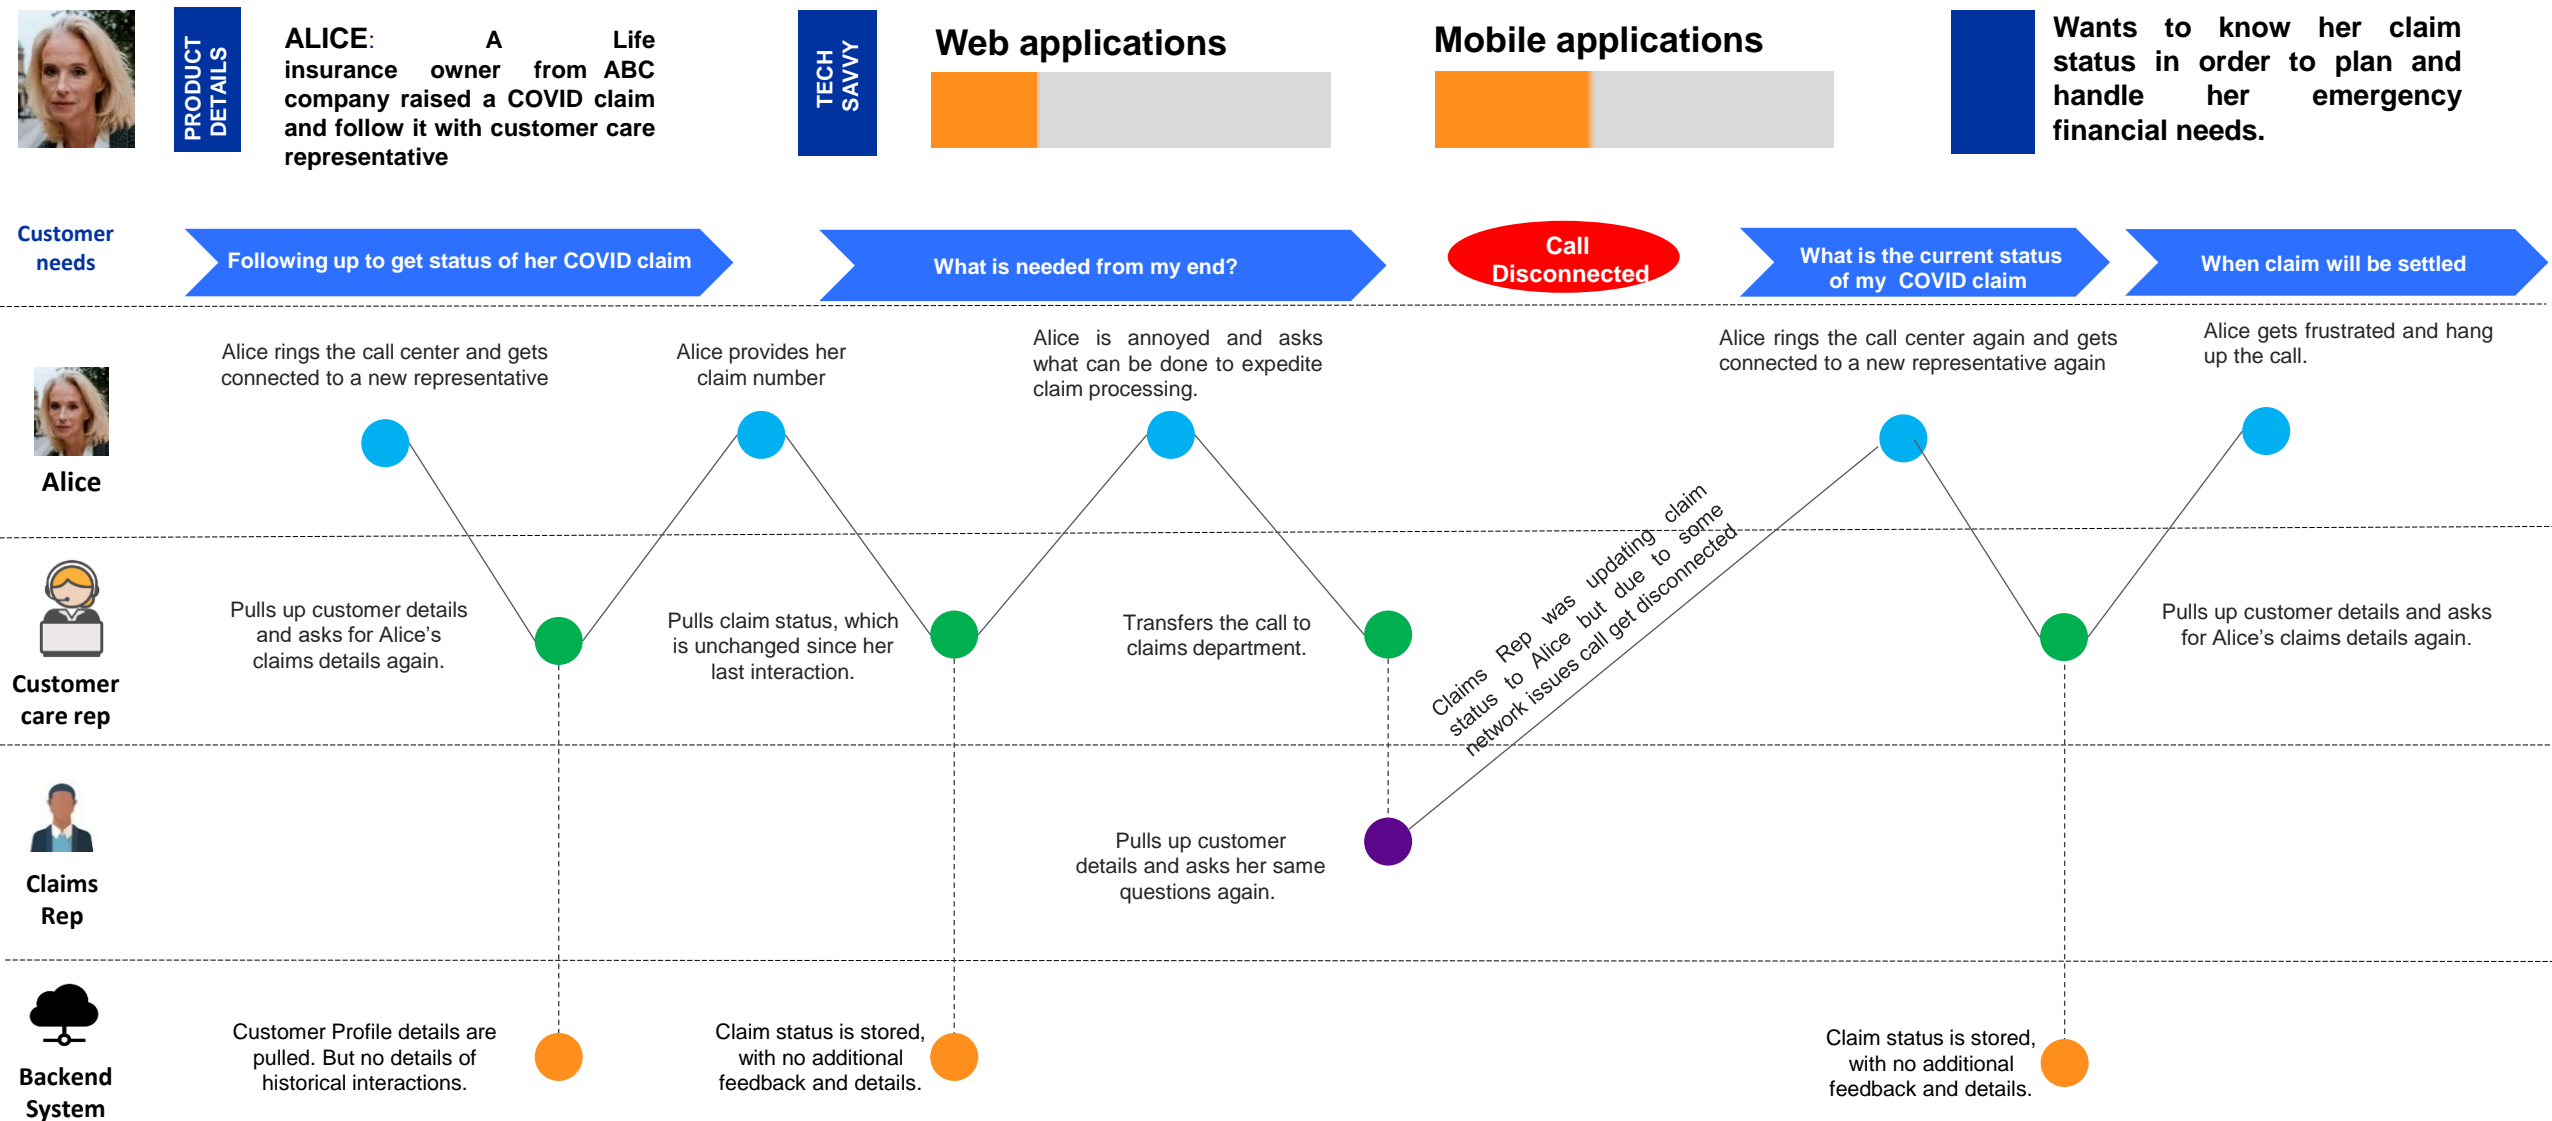 PRODUCT
DETAILS
ALICE: A Life
insurance owner from ABC
company raised a COVID claim
and follow it with customer care
representative
TECH
SAVVY
Web applications
Mobile applications
Wants to know her claim
status in order to plan and
handle her emergency
financial needs.
Customer
needs
Following up to get status of her COVID claim
What is needed from my end?
Call
Disconnected
What is the current status
of my COVID claim
When claim will be settled
Alice rings the call center and gets
connected to a new representative
Alice provides her
claim number
Alice is annoyed and asks
what can be done to expedite
claim processing.
Alice rings the call center again and gets
connected to a new representative again
Alice gets frustrated and hang
up the call.
Alice
Claims Rep was updating claim
status to Alice but due to some
network issues call get disconnected
Customer
care rep
Pulls up customer details
and asks for Alice's
claims details again.
Pulls claim status, which
is unchanged since her
last interaction.
Transfers the call to
claims department.
Pulls up customer details and asks
for Alice's claims details again.
Claims
Rep
Pulls up customer
details and asks her same
questions again.
Backend
System
Customer Profile details are
pulled. But no details of
historical interactions.
Claim status is stored,
with no additional
feedback and details.
Claim status is stored,
with no additional
feedback and details.